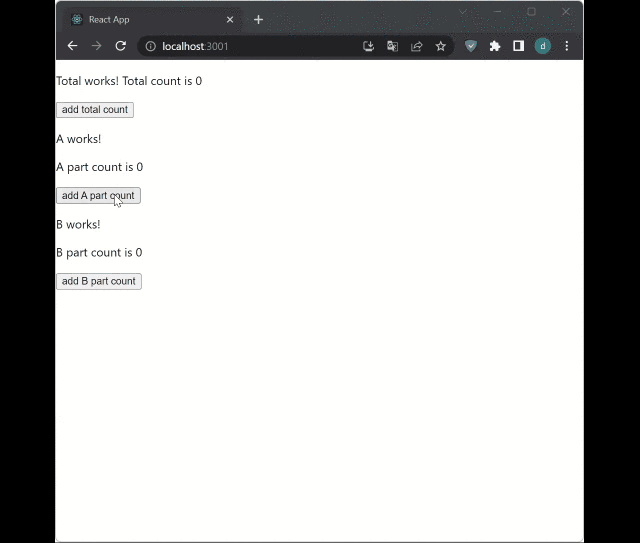 React App
localhost:3001
d
Total works! Total count is 0
add total count
A works!
A part count is 0
add A part count
B works!
B part count is 0
add B part count